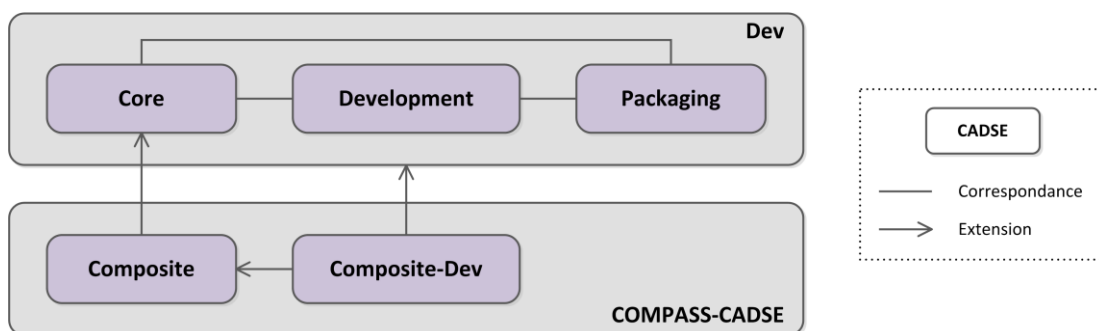 Dev
Core
Development
Packaging
Composite
Composite-Dev
COMPASS-CADSE
CADSE
Correspondance
Extension